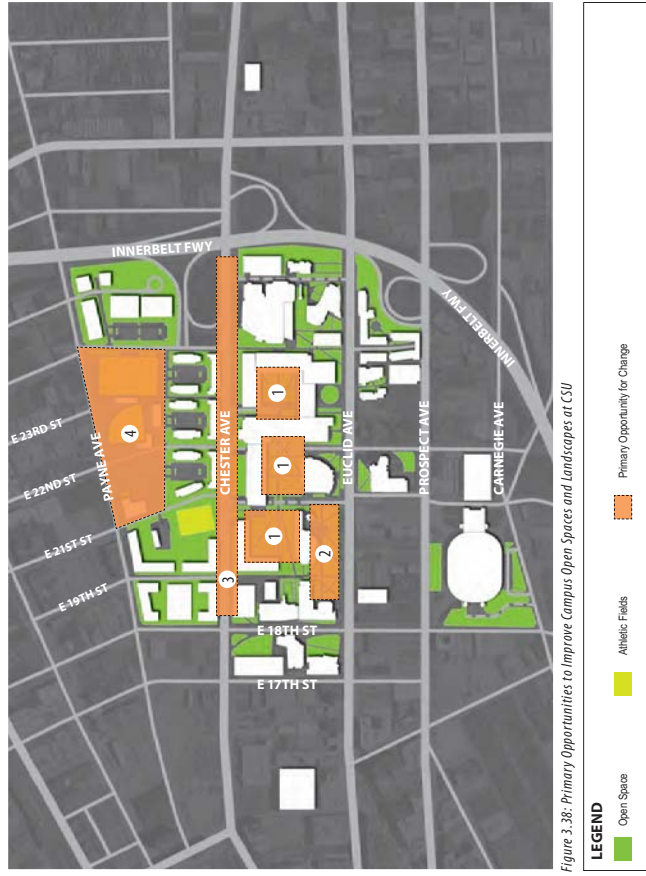 INNERBELT FWY
E 23RD ST
PAYNE AVE
4
E 22ND ST
E 21ST ST
E 19TH ST
CHESTER AVE
1
1
1
EUCLID AVE
2
3
INNERBELT FWY
PROSPECT AVE
CARNEGIE AVE
E 18TH ST
E 17TH ST
Figure 3.38: Primary Opportunities to Improve Campus Open Spaces and Landscapes at CSU
LEGEND
Open Space
Athletic Fields
Primary Opportunity for Change